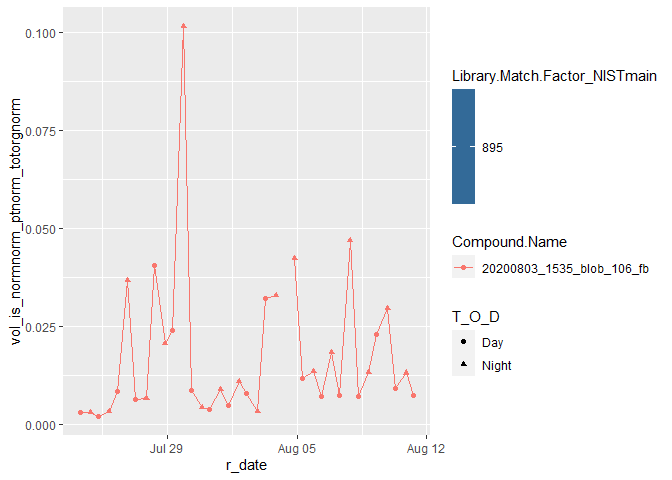 0.100
0.075
0.050
0.025
0.000
vol_is_normnorm_ptnorm_totorgnorm
Jul 29
Aug 05
Aug 12
r_date
Library.Match.Factor_NISTmain
895
Compound.Name
20200803_1535_blob_106_fb
T_O_D
Day
Night